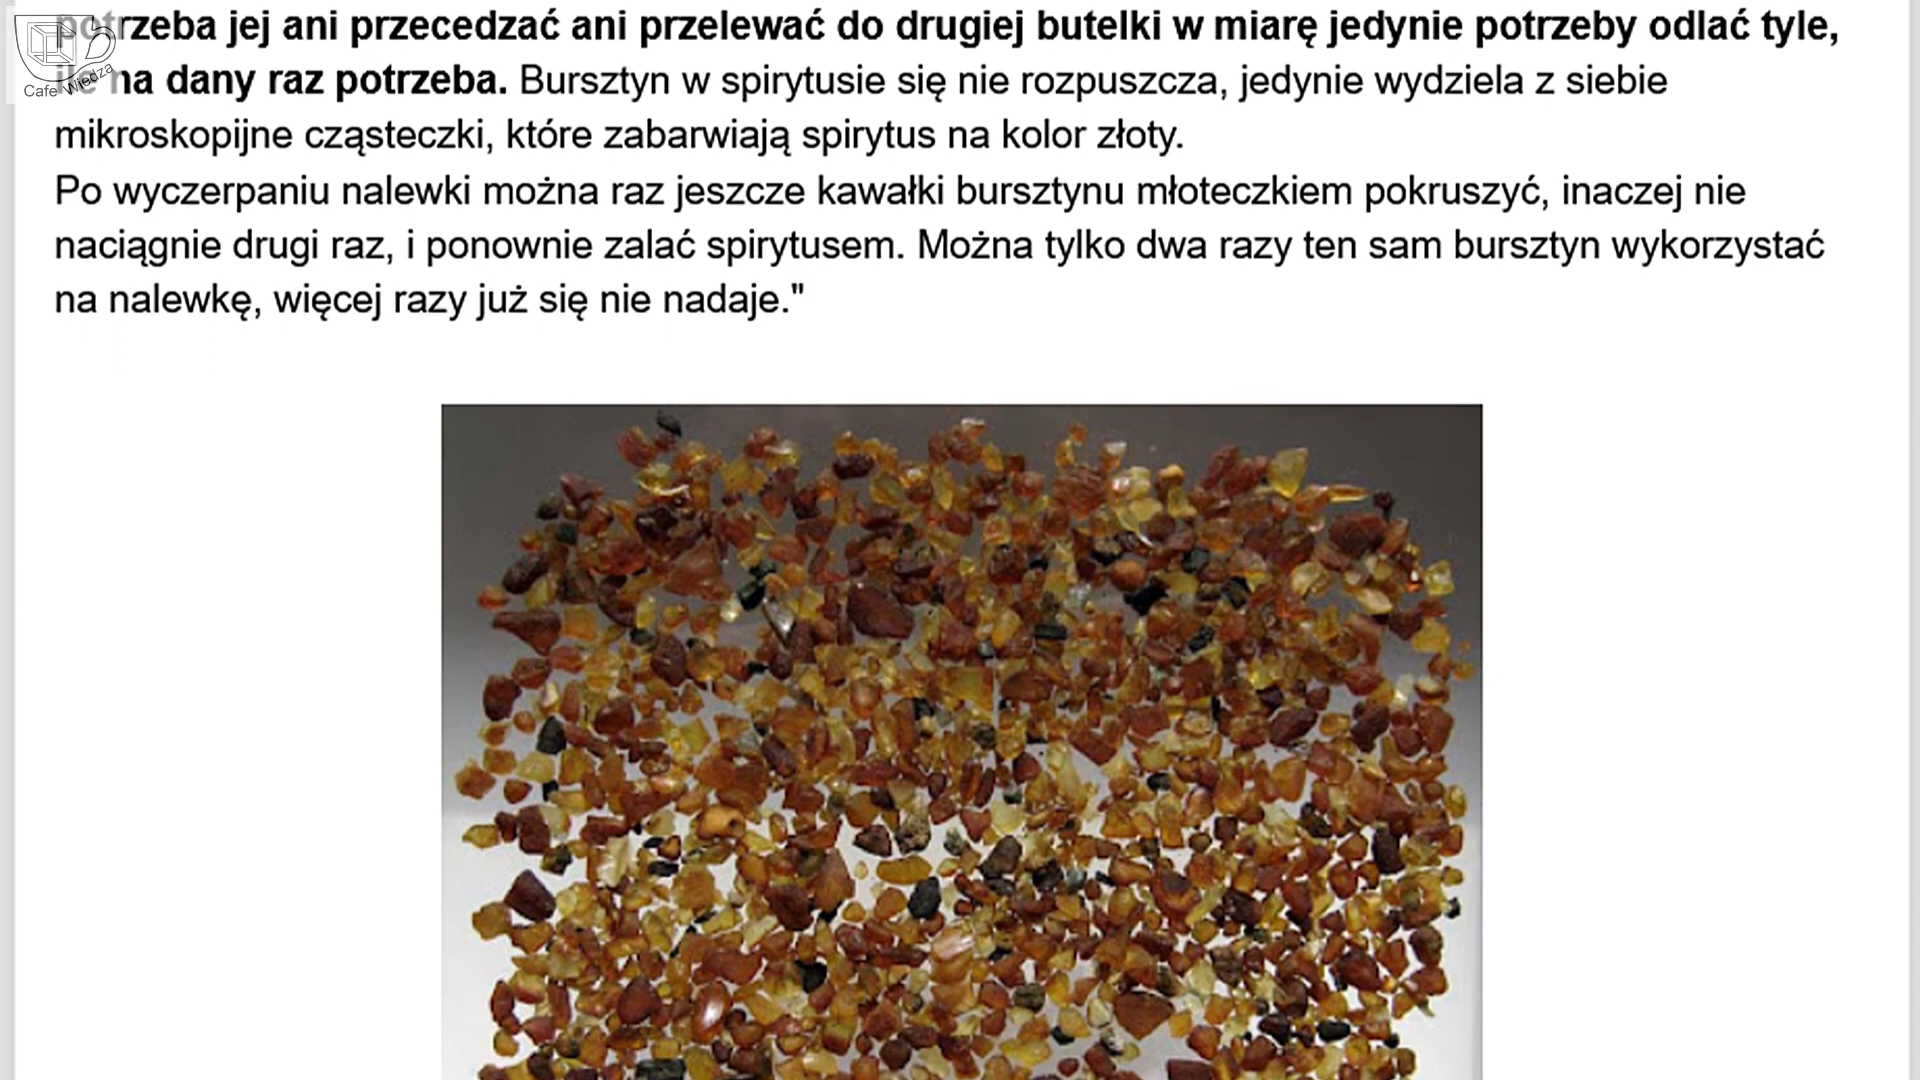 potrzeba jej ani przecedzać ani przelewać do drugiej butelki w miarę jedynie potrzeby odlać tyle,
ile na dany raz potrzeba. Bursztyn w spirytusie się nie rozpuszcza, jedynie wydziela z siebie
mikroskopijne cząsteczki, które zabarwiają spirytus na kolor złoty.
Po wyczerpaniu nalewki można raz jeszcze kawałki bursztynu młoteczkiem pokruszyć, inaczej nie
naciągnie drugi raz, i ponownie zalać spirytusem. Można tylko dwa razy ten sam bursztyn wykorzystać
na nalewkę, więcej razy już się nie nadaje."
Cafe Wiedza